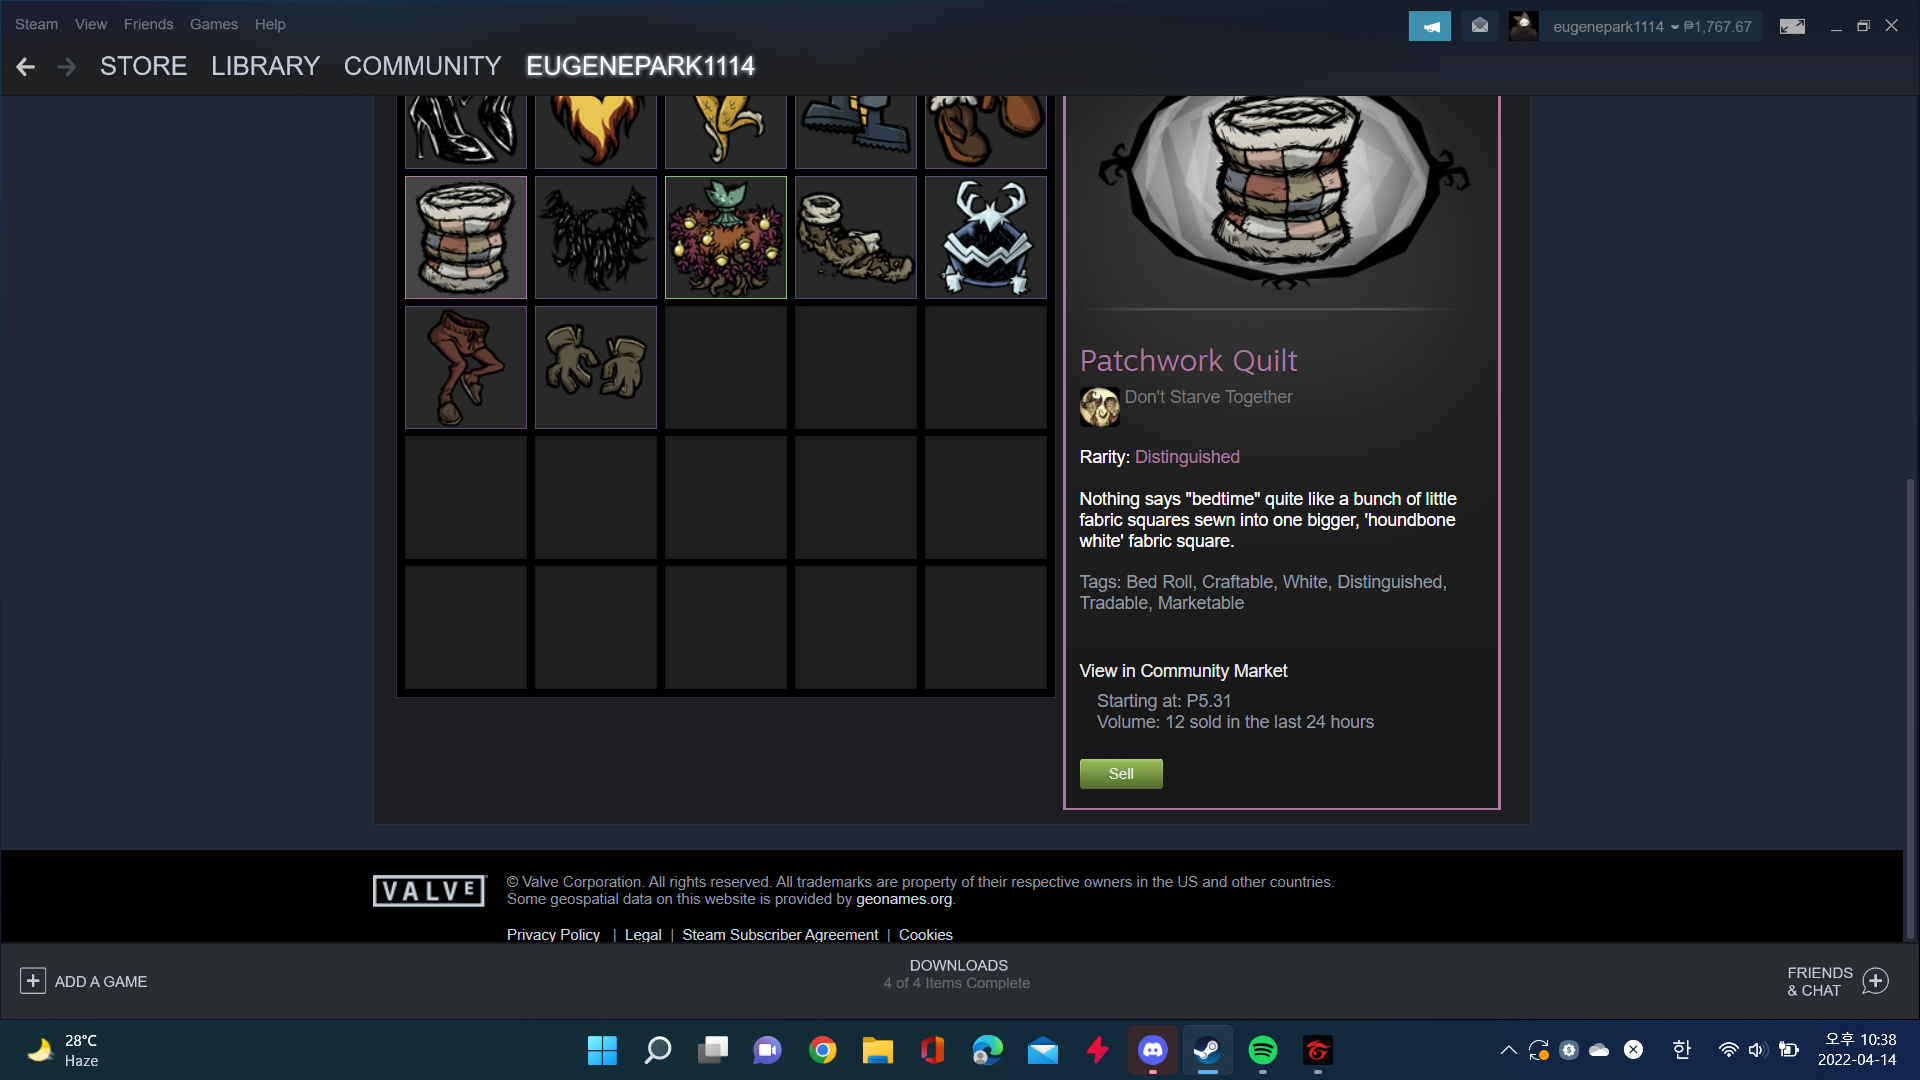 Steam View Friends Games Help
eugenepark1114 ₱1,767.67
STORE LIBRARY COMMUNITY EUGENEPARK1114
Patchwork Quilt
Don't Starve Together
Rarity: Distinguished
Nothing says "bedtime" quite like a bunch of little
fabric squares sewn into one bigger, 'houndbone
white' fabric square.
Tags: Bed Roll, Craftable, White, Distinguished,
Tradable, Marketable
View in Community Market
Starting at: P5.31
Volume: 12 sold in the last 24 hours
Sell
VALVE
© Valve Corporation. All rights reserved. All trademarks are property of their respective owners in the US and other countries.
Some geospatial data on this website is provided by geonames.org.
Privacy Policy | Legal | Steam Subscriber Agreement | Cookies
ADD A GAME
DOWNLOADS
4 of 4 Items Complete
FRIENDS
& CHAT
28°C
Haze
한
오후 10:38
2022-04-14